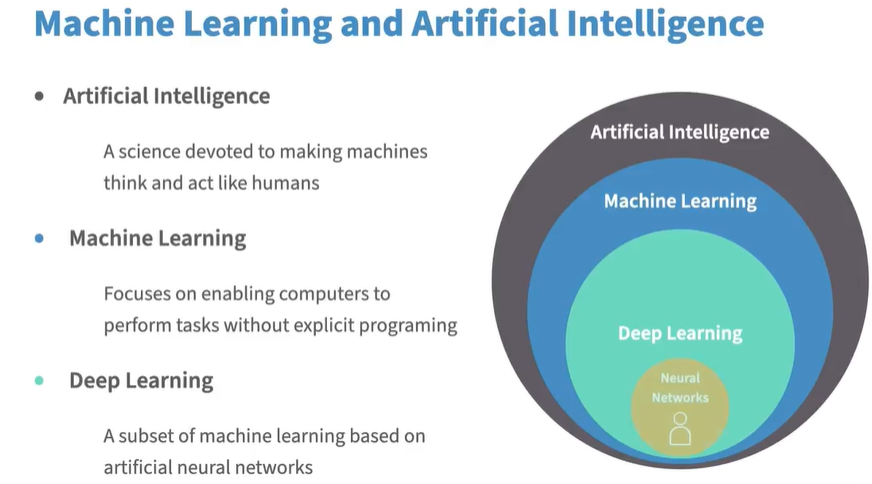 Machine Learning and Artificial Intelligence
• Artificial Intelligence
A science devoted to making machines
think and act like humans
• Machine Learning
Focuses on enabling computers to
perform tasks without explicit programing
• Deep Learning
A subset of machine learning based on
artificial neural networks
Artificial Intelligence
Machine Learning
Deep Learning
Neural
Networks